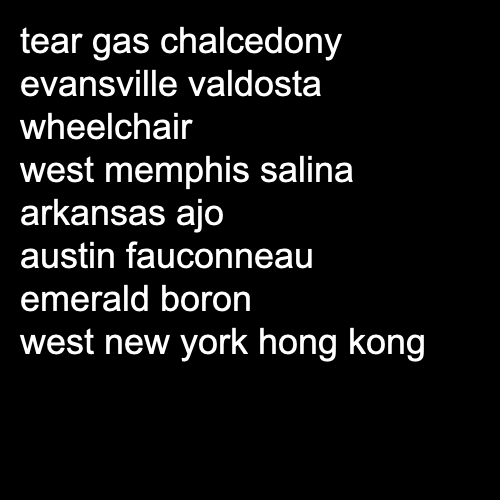 tear gas chalcedony
evansville valdosta
wheelchair
west memphis salina
arkansas ajo
austin fauconneau
emerald boron
west new york hong kong